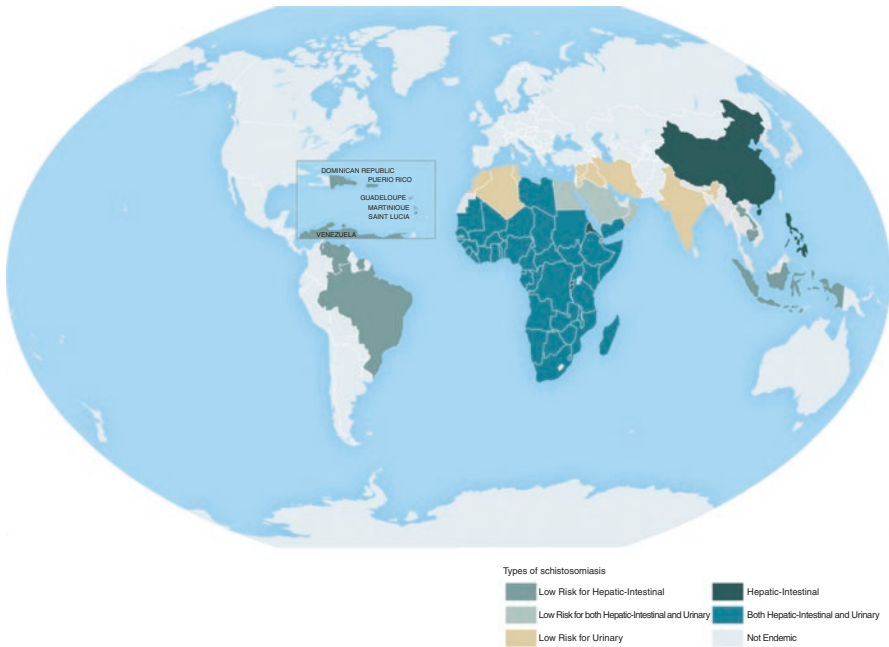 DOMINICAN REPUBLIC
PUERIO RICO
GUADELOUPE
MARTINIOUE
SAINT LUCIA
VENEZUELA
Types of schistosomiasis
Low Risk for Hepatic-Intestinal
Hepatic-Intestinal
Low Risk for both Hepatic-Intestinal and Urinary
Both Hepatic-Intestinal and Urinary
Low Risk for Urinary
Not Endemic